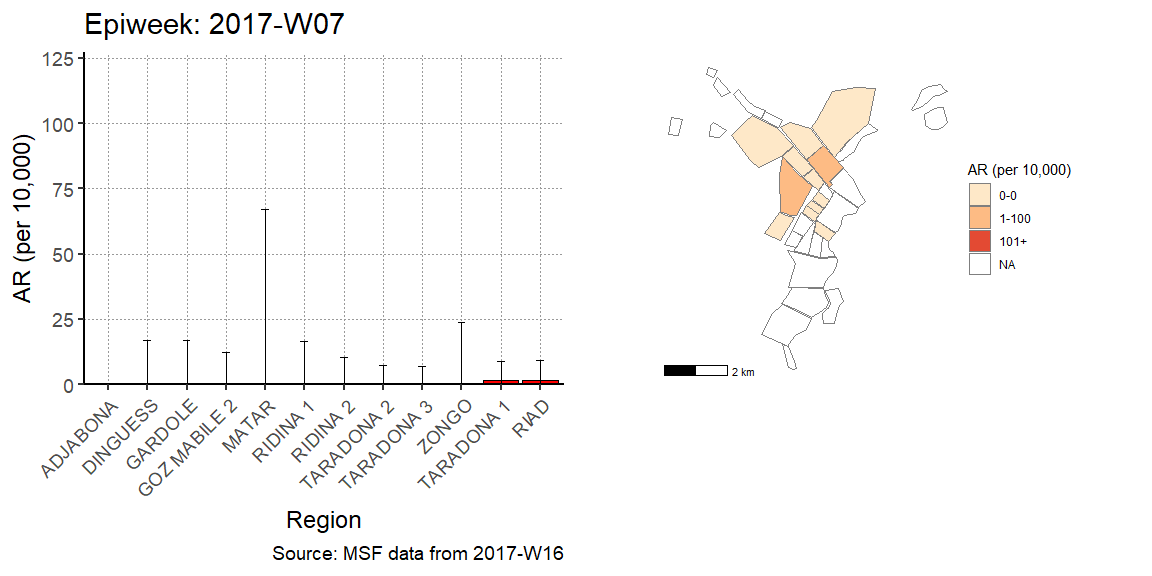 Epiweek: 2017-W07
AR (per 10,000)
125
100
75
50
25
0
ADJABONA
DINGUESS
GARDOLE
GOZ MABILE 2
MATAR
RIDINA 1
RIDINA 2
TARADONA 2
TARADONA 3
ZONGO
TARADONA 1
RIAD
Region
Source: MSF data from 2017-W16
AR (per 10,000)
0-0
1-100
101+
NA
2 km